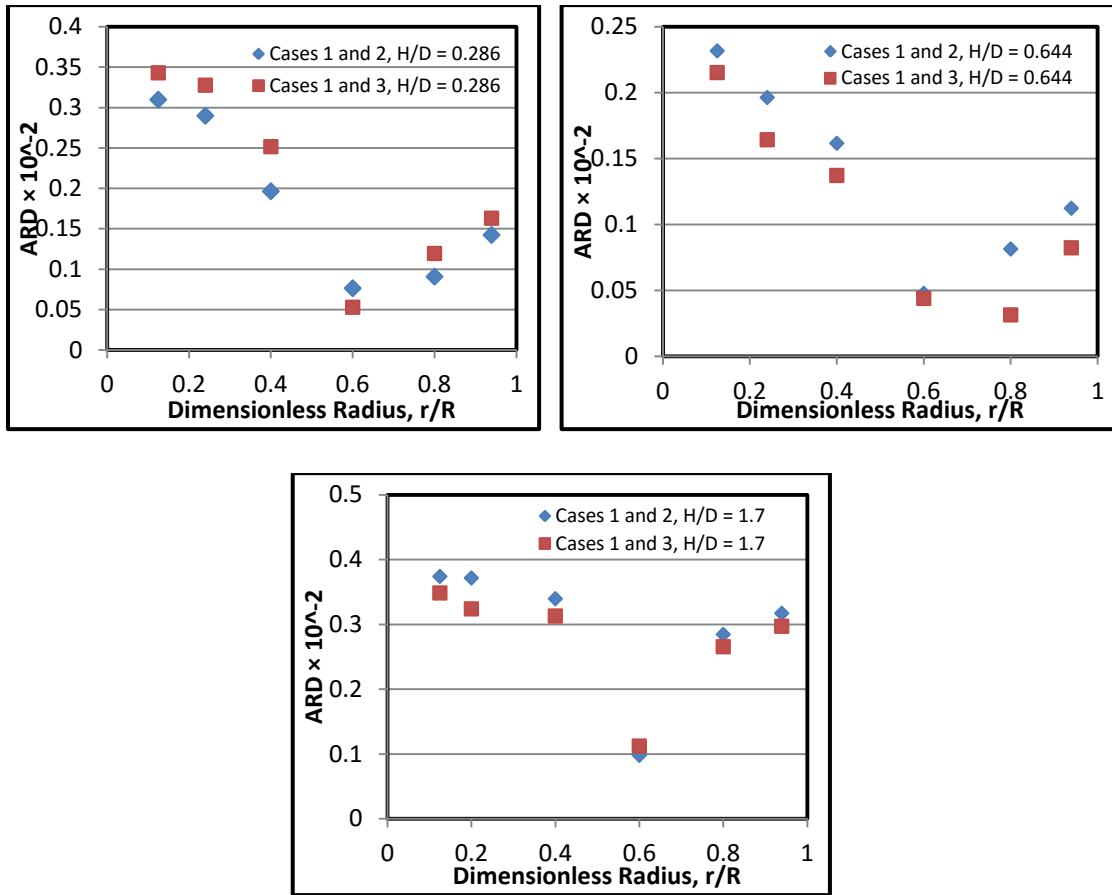 0.4
0.35
0.3
0.25
0.2
0.15
0.1
0.05
0
ARD × 10^-2
Cases 1 and 2, H/D = 0.286
Cases 1 and 3, H/D = 0.286
0 0.2 0.4 0.6 0.8 1
Dimensionless Radius, r/R
0.25
0.2
0.15
0.1
0.05
0
ARD × 10^-2
Cases 1 and 2, H/D = 0.644
Cases 1 and 3, H/D = 0.644
0 0.2 0.4 0.6 0.8 1
Dimensionless Radius, r/R
0.5
0.4
0.3
0.2
0.1
0
ARD × 10^-2
Cases 1 and 2, H/D = 1.7
Cases 1 and 3, H/D = 1.7
0 0.2 0.4 0.6 0.8 1
Dimensionless Radius, r/R